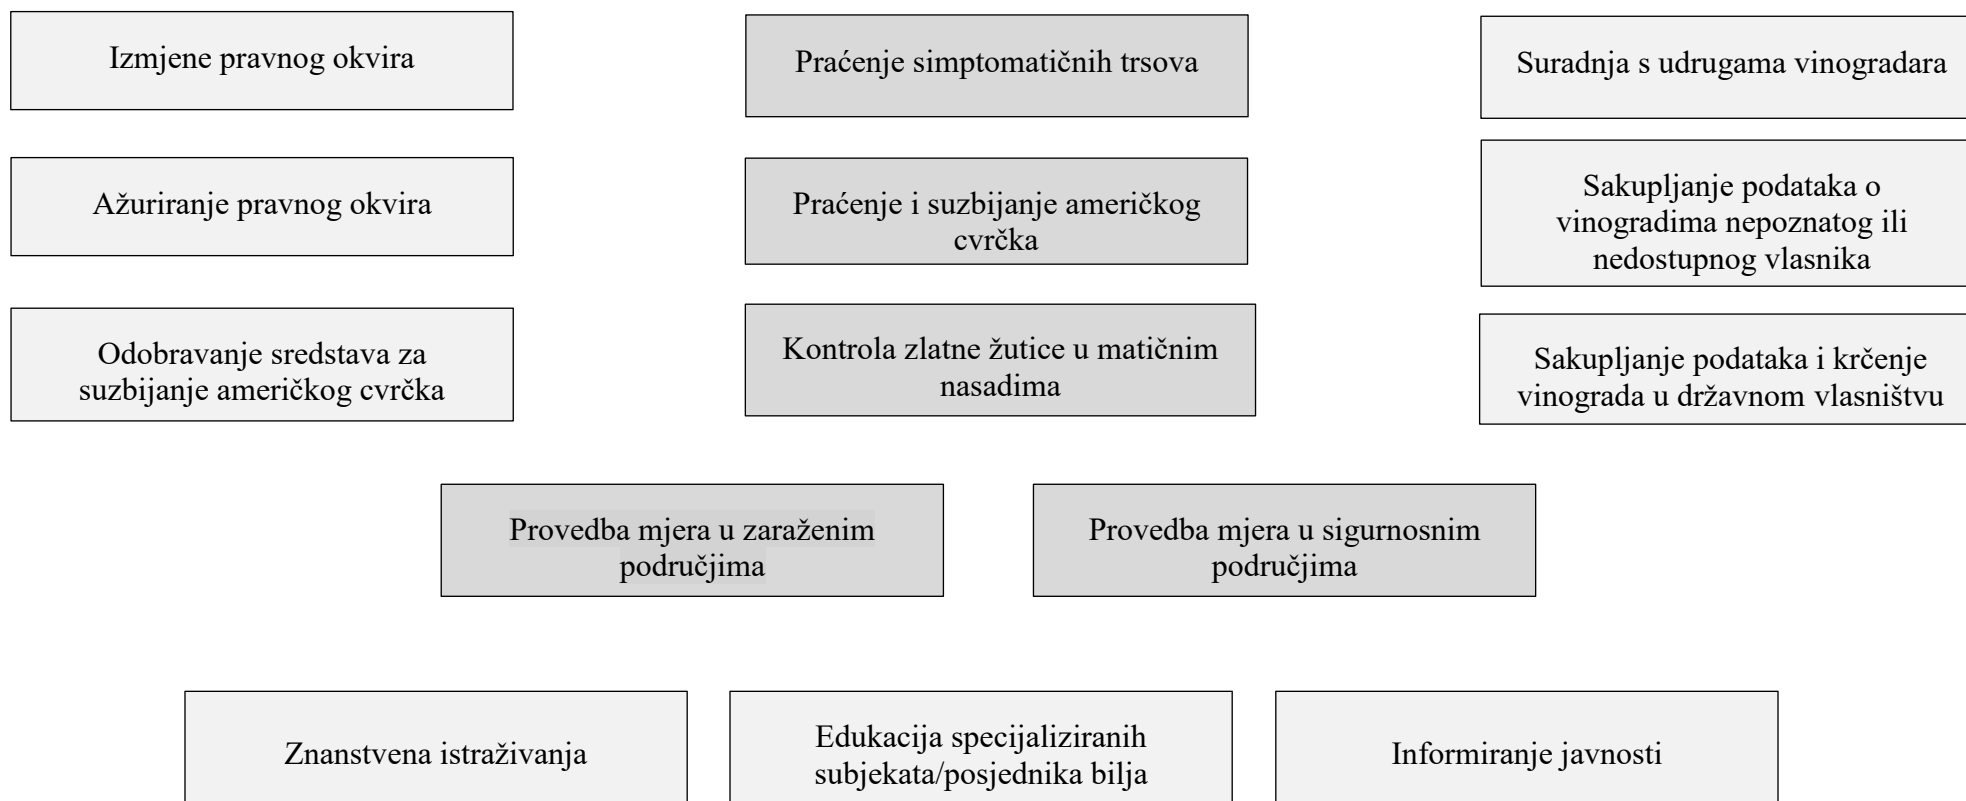 Izmjene pravnog okvira
Praćenje simptomatičnih trsova
Suradnja s udrugama vinogradara
Ažuriranje pravnog okvira
Praćenje i suzbijanje američkog
cvrčka
Sakupljanje podataka o
vinogradima nepoznatog ili
nedostupnog vlasnika
Odobravanje sredstava za
suzbijanje američkog cvrčka
Kontrola zlatne žutice u matičnim
nasadima
Sakupljanje podataka i krčenje
vinograda u državnom vlasništvu
Provedba mjera u zaraženim
područjima
Provedba mjera u sigurnosnim
područjima
Znanstvena istraživanja
Edukacija specijaliziranih
subjekata/posjednika bilja
Informiranje javnosti